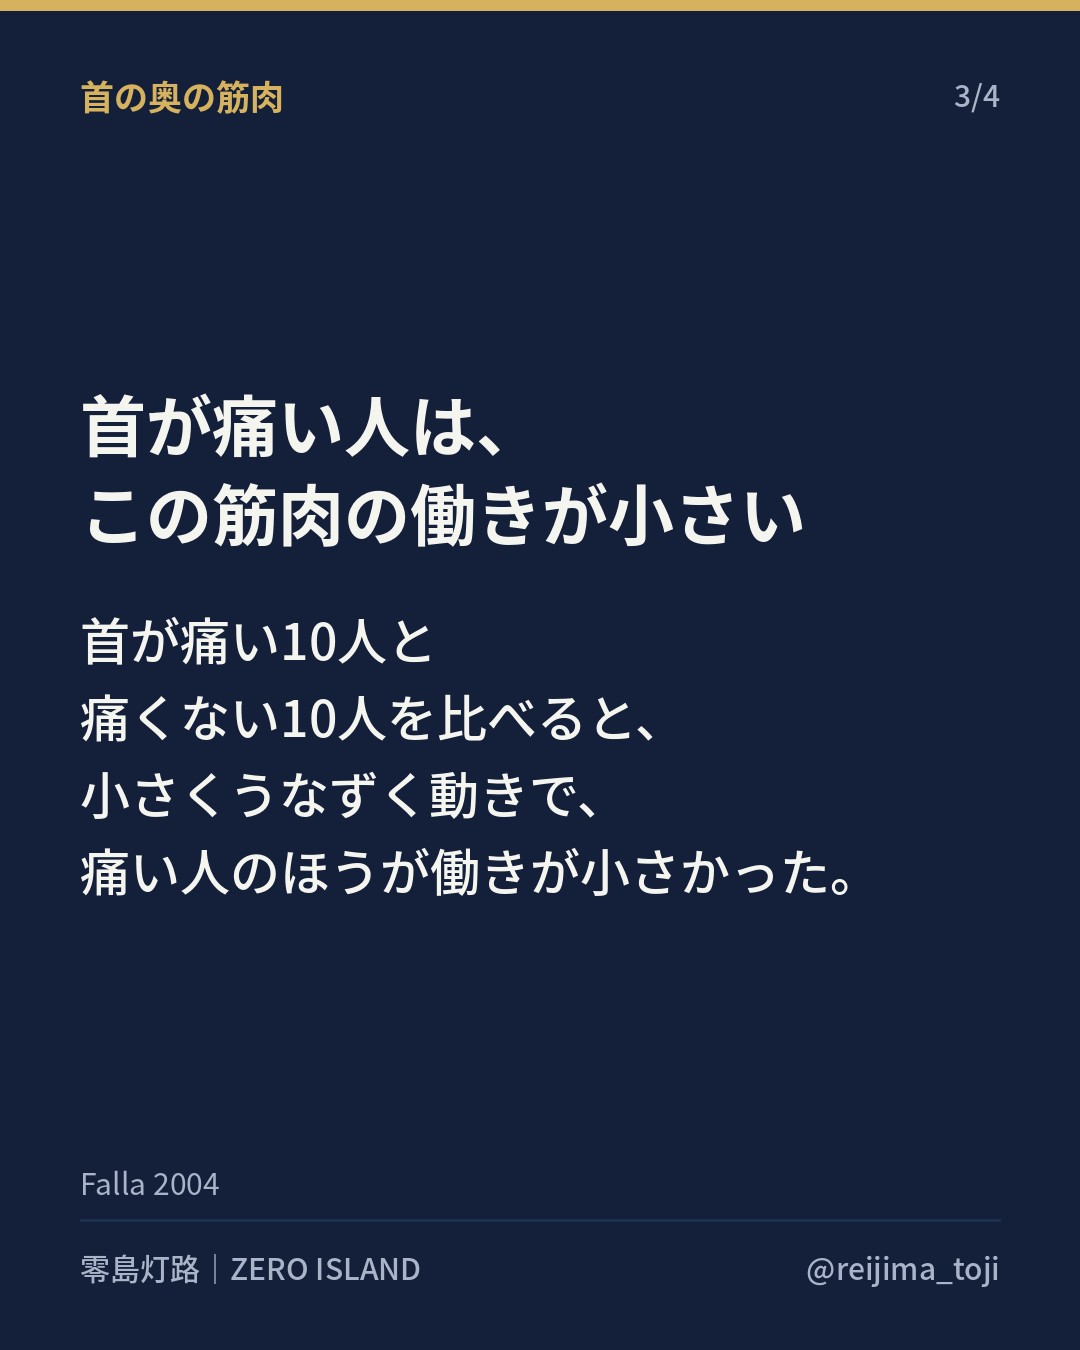 首の奥の筋肉
3/4
首が痛い人は、
この筋肉の働きが小さい
首が痛い10人と
痛くない10人を比べると、
小さくうなずく動きで、
痛い人のほうが働きが小さかった。
Falla 2004
零島灯路｜ZERO ISLAND
@reijima_toji